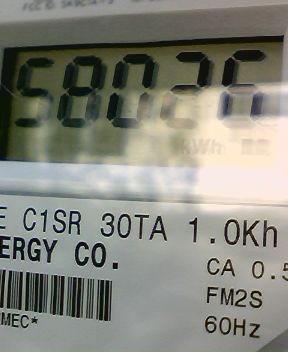 58026
kWh
E C1SR 30TA 1.0Kh
ERGY CO.
CA 0.5
FM2S
MEC*
60Hz